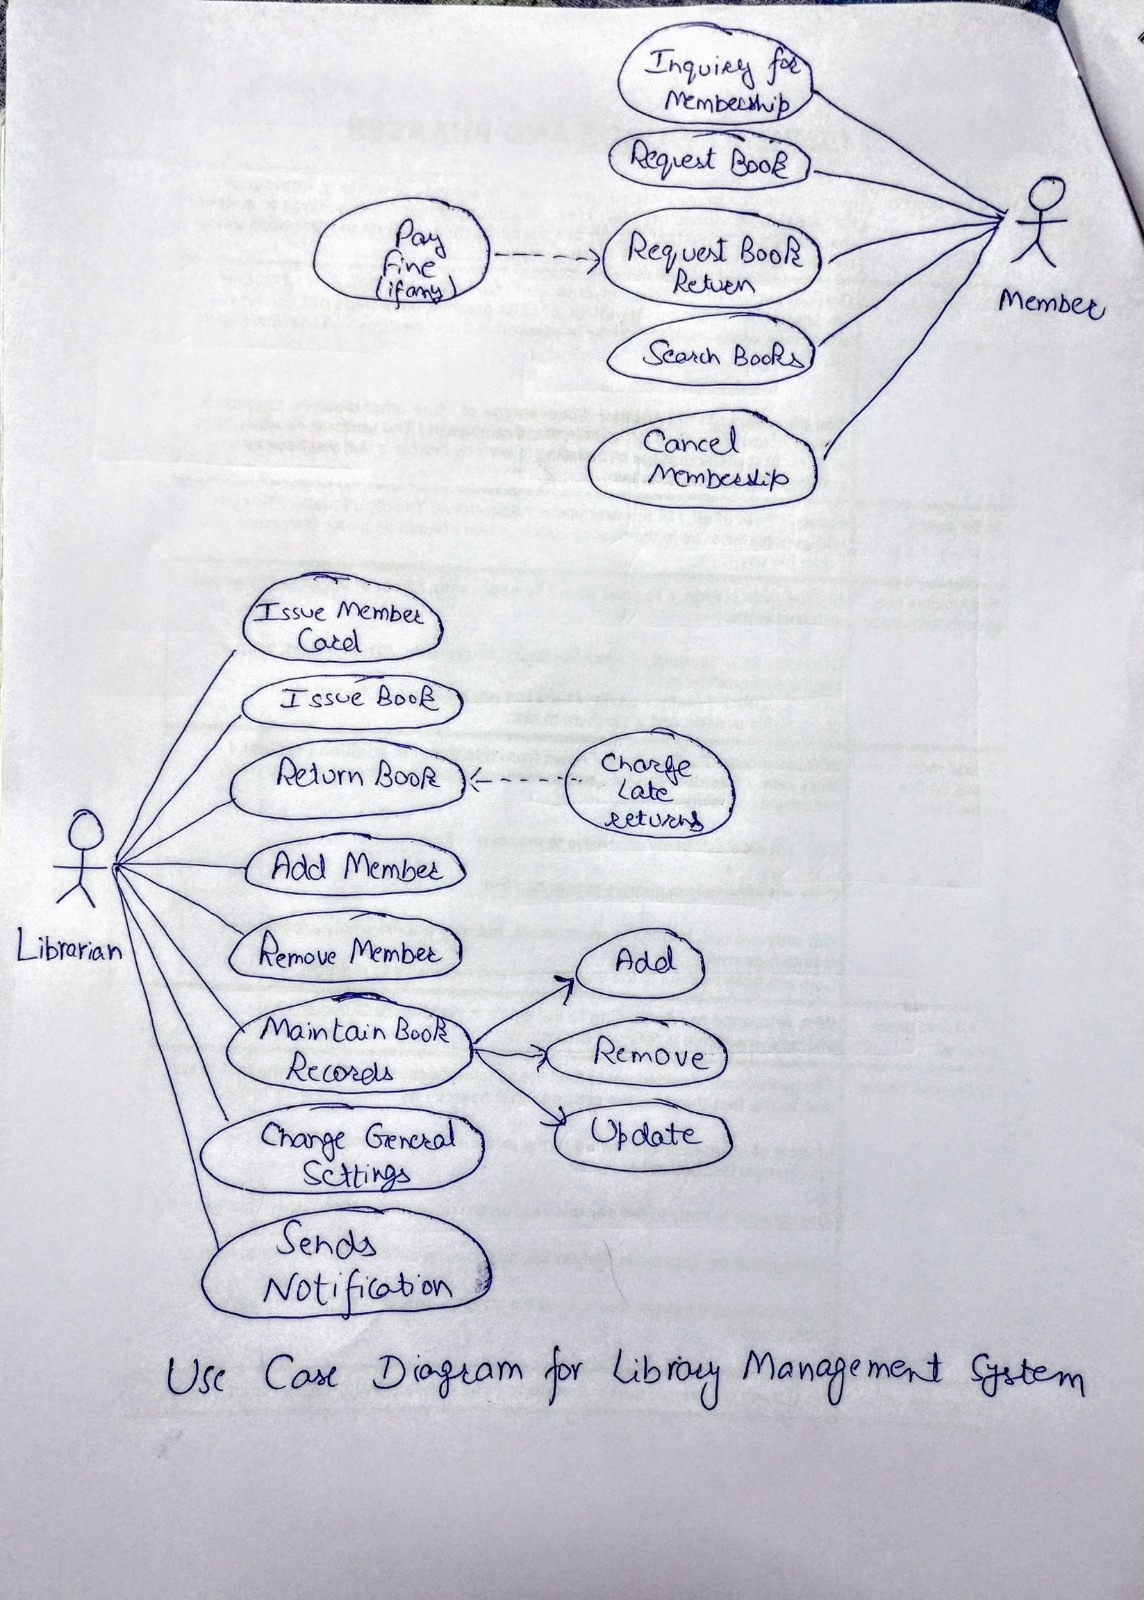 Inquiry for
Membership
Request Book
Pay
Fine
(if any)
Request Book
Return
Member
Search Books
Cancel
Membership
Issue Member
Card
Issue Book
Return Book
Charge
Late
returns
Add Member
Librarian
Remove Member
Add
Maintain Book
Records
Remove
Change General
Settings
Update
Sends
Notification
Use Case Diagram for Library Management System